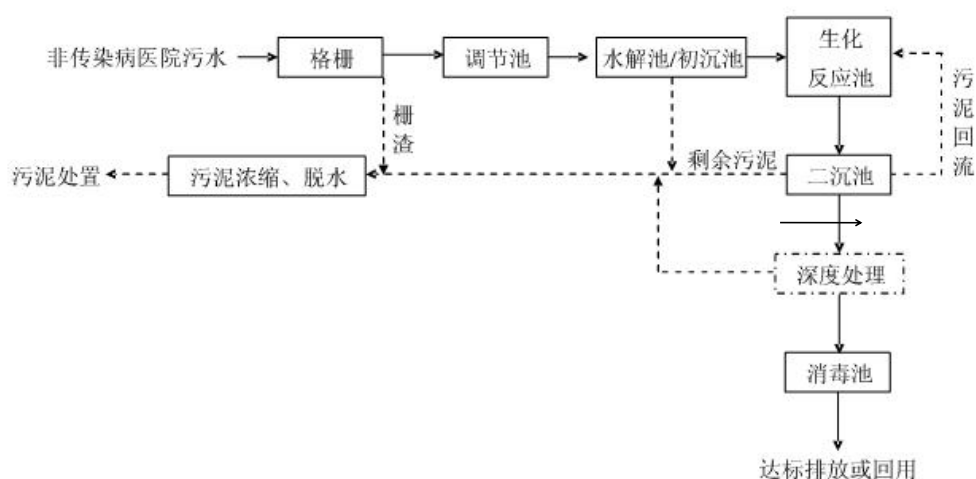 非传染病医院污水
格栅
调节池
水解池/初沉池
生化
反应池
污泥回流
栅渣
剩余污泥
污泥处置
污泥浓缩、脱水
二沉池
深度处理
消毒池
达标排放或回用